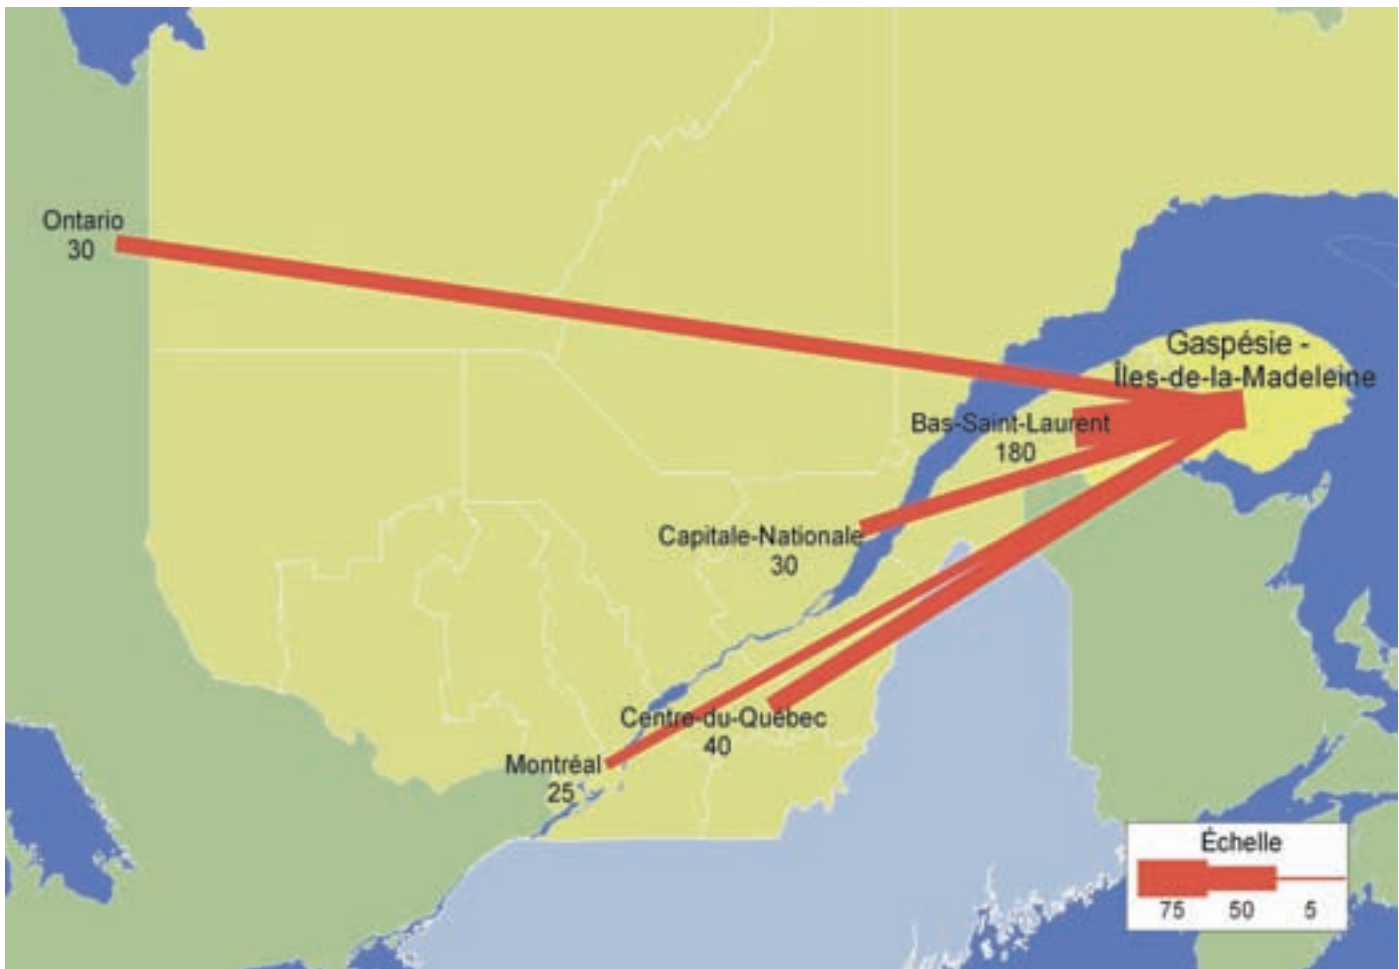 Ontario
30
Gaspésie -
Îles-de-la-Madeleine
Bas-Saint-Laurent
180
Capitale-Nationale
30
Centre-du-Québec
40
Montréal
25
Échelle
75 50 5